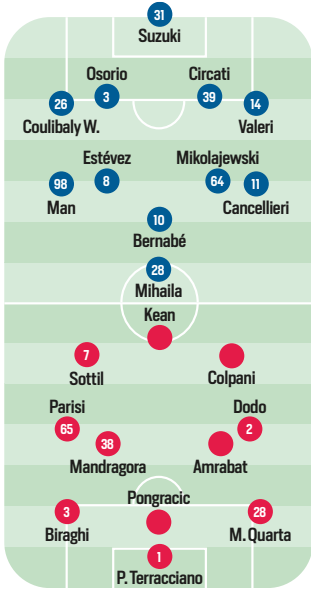 31
Suzuki
Osorio Circati
26 3 39 14
Coulibaly W. Valeri
Estévez Mikolajewski
98 8 64 11
Man Cancellieri
10
Bernabé
28
Mihaila
Kean
7
Sottil Colpani
Parisi Dodo
65 38 2
Mandragora Amrabat
Pongracic
3 28
Biraghi M. Quarta
1
P. Terracciano